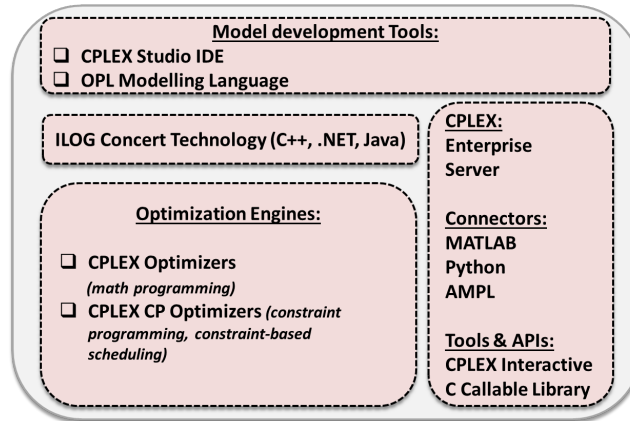 Model development Tools:
❑ CPLEX Studio IDE
❑ OPL Modelling Language
ILOG Concert Technology (C++, .NET, Java)
Optimization Engines:
❑ CPLEX Optimizers
(math programming)
❑ CPLEX CP Optimizers (constraint
programming, constraint-based
scheduling)
CPLEX:
Enterprise
Server
Connectors:
MATLAB
Python
AMPL
Tools & APIs:
CPLEX Interactive
C Callable Library